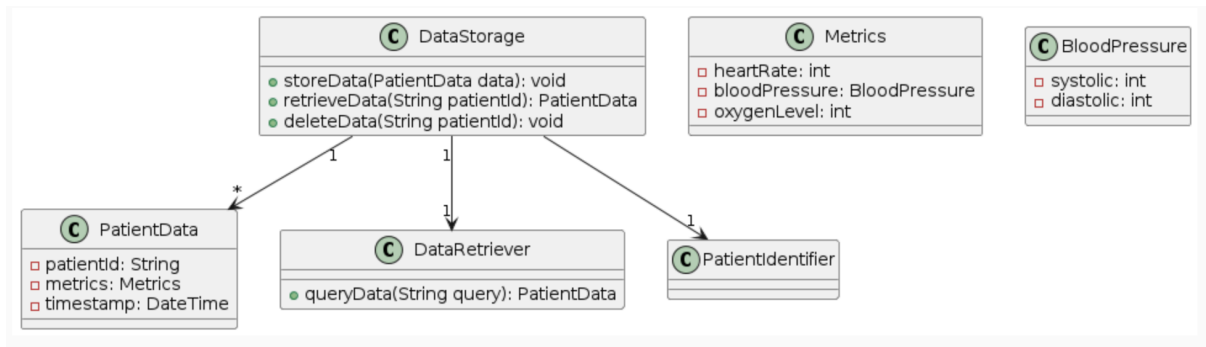 C DataStorage
storeData(PatientData data): void
retrieveData(String patientId): PatientData
deleteData(String patientId): void
C Metrics
heartRate: int
bloodPressure: BloodPressure
oxygenLevel: int
C BloodPressure
systolic: int
diastolic: int
1
*
1
1
1
C PatientData
patientId: String
metrics: Metrics
timestamp: DateTime
C DataRetriever
queryData(String query): PatientData
C PatientIdentifier